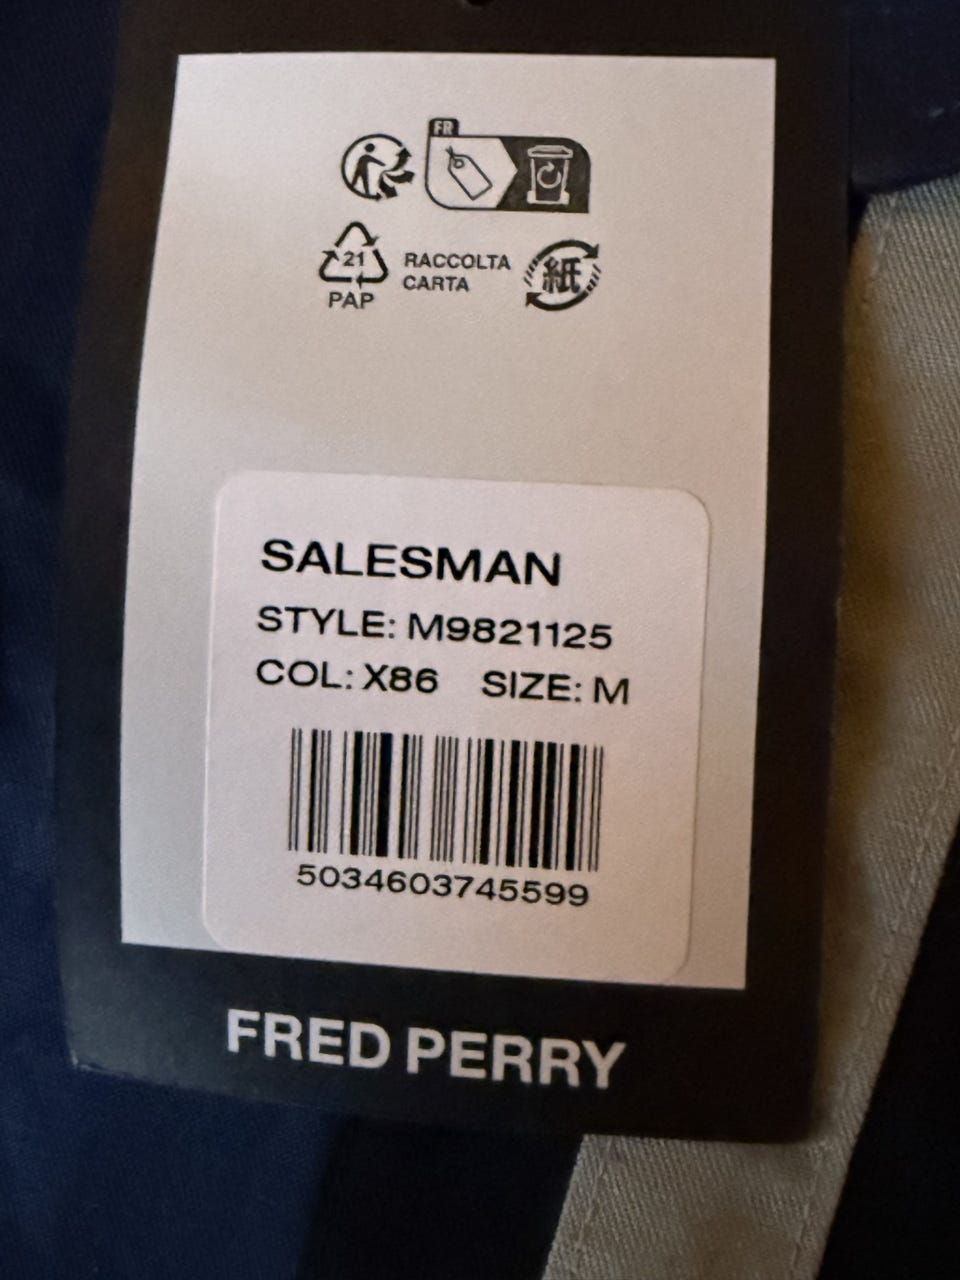 FR
21
PAP
RACCOLTA
CARTA
紙
SALESMAN
STYLE: M9821125
COL: X86 SIZE: M
5034603745599
FRED PERRY